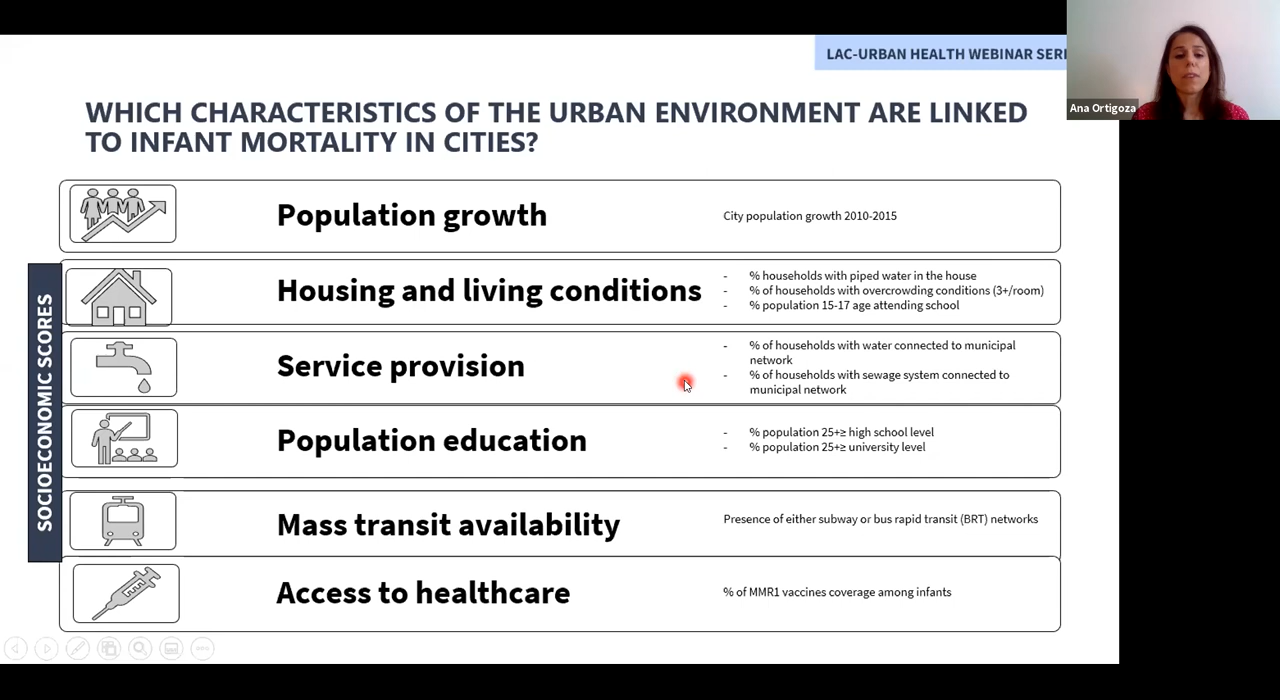 LAC-URBAN HEALTH WEBINAR SERI
Ana Ortigoza
WHICH CHARACTERISTICS OF THE URBAN ENVIRONMENT ARE LINKED
TO INFANT MORTALITY IN CITIES?
SOCIOECONOMIC SCORES
Population growth
City population growth 2010-2015
Housing and living conditions
- % households with piped water in the house
- % of households with overcrowding conditions (3+/room)
- % population 15-17 age attending school
Service provision
- % of households with water connected to municipal
network
- % of households with sewage system connected to
municipal network
Population education
- % population 25+≥ high school level
- % population 25+≥ university level
Mass transit availability
Presence of either subway or bus rapid transit (BRT) networks
Access to healthcare
% of MMR1 vaccines coverage among infants